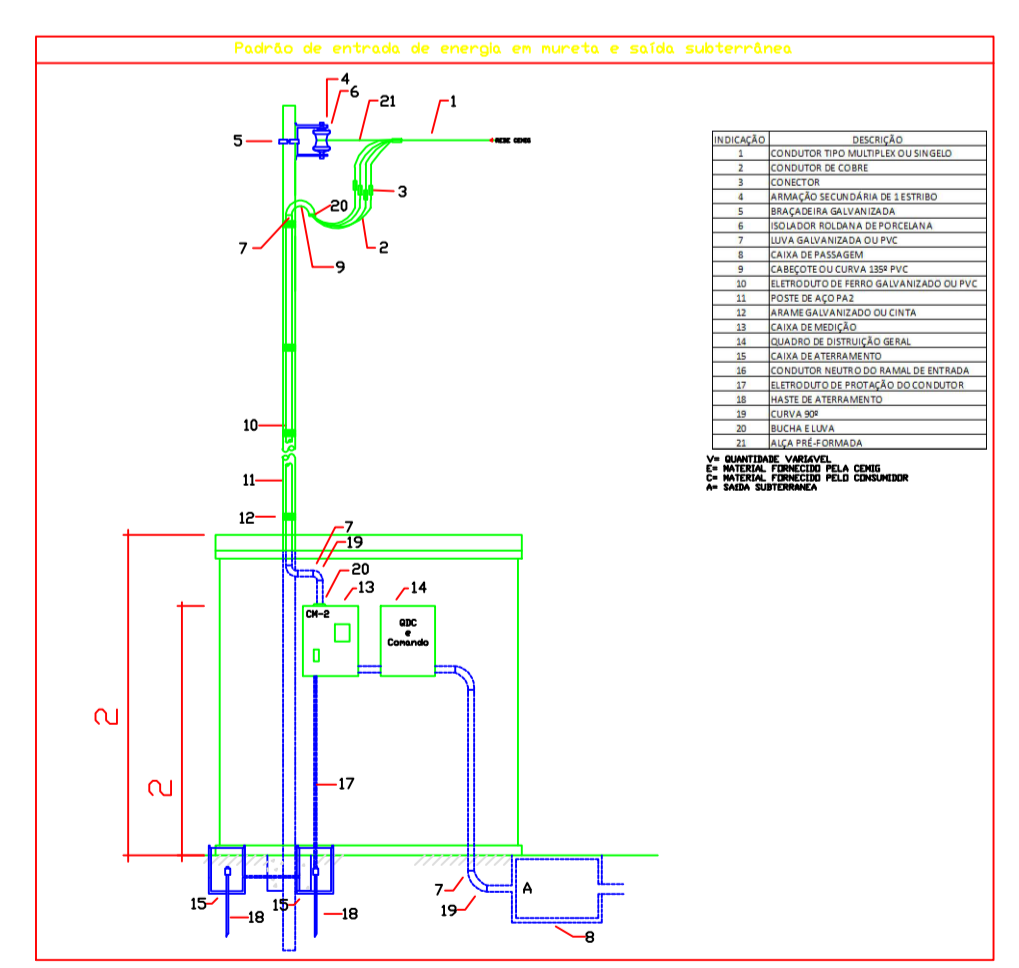 Padrão de entrada de energia em mureta e saída subterrânea
4
6
21
1
5
REDE CEMIG
3
20
7
2
9
10
11
12
7
19
20
13
14
CM-2
QDC
e
Comando
2
2
17
7
A
15
18
15
18
19
8
INDICAÇÃO DESCRIÇÃO
1 CONDUTOR TIPO MULTIPLEX OU SINGELO
2 CONDUTOR DE COBRE
3 CONECTOR
4 ARMAÇÃO SECUNDÁRIA DE 1 ESTRIBO
5 BRAÇADEIRA GALVANIZADA
6 ISOLADOR ROLDANA DE PORCELANA
7 LUVA GALVANIZADA OU PVC
8 CAIXA DE PASSAGEM
9 CABEÇOTE OU CURVA 135º PVC
10 ELETRODUTO DE FERRO GALVANIZADO OU PVC
11 POSTE DE AÇO PA2
12 ARAME GALVANIZADO OU CINTA
13 CAIXA DE MEDIÇÃO
14 QUADRO DE DISTRUIÇÃO GERAL
15 CAIXA DE ATERRAMENTO
16 CONDUTOR NEUTRO DO RAMAL DE ENTRADA
17 ELETRODUTO DE PROTAÇÃO DO CONDUTOR
18 HASTE DE ATERRAMENTO
19 CURVA 90º
20 BUCHA E LUVA
21 ALÇA PRÉ-FORMADA
V= QUANTIDADE VARIÁVEL
E= MATERIAL FORNECIDO PELA CEMIG
C= MATERIAL FORNECIDO PELO CONSUMIDOR
A= SAÍDA SUBTERRANEA